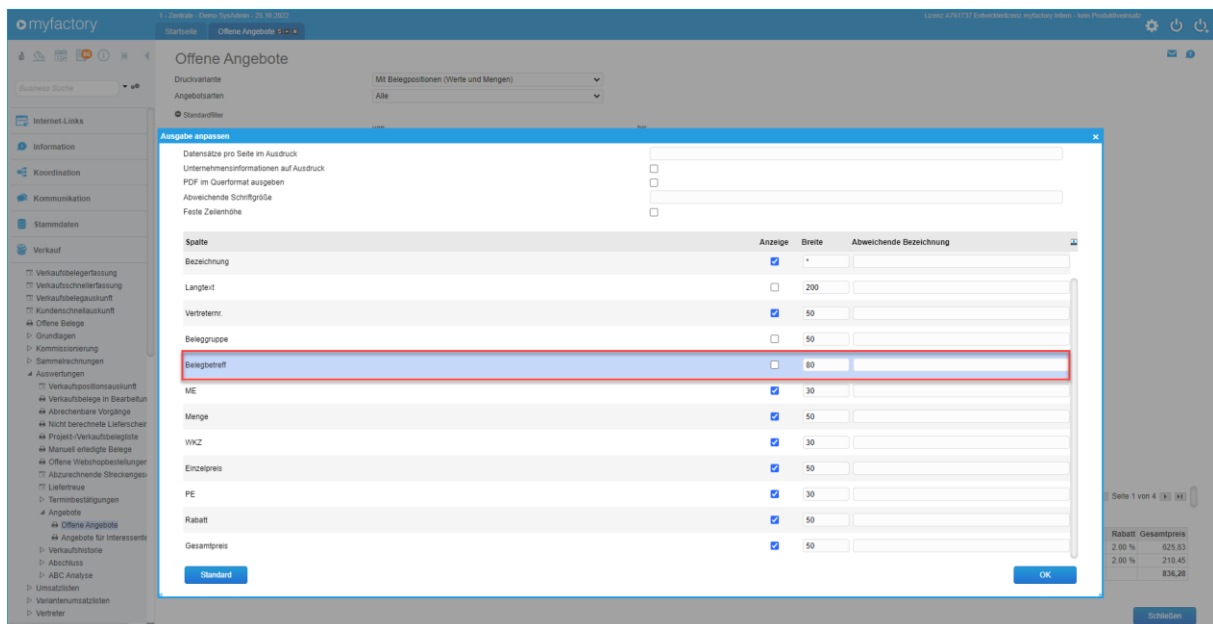 myfactory
1 - Zentrale - Demo SysAdmin - 25.10.2022
Lizenz 4761737 Entwicklerlizenz myfactory Intern - kein Produktiveinsatz
Startseite
Offene Angebote
Business Suche
Internet-Links
Information
Koordination
Kommunikation
Stammdaten
Verkauf
Verkaufsbelegerfassung
Verkaufsschnellerfassung
Verkaufsbelegauskunft
Kundenschnellauskunft
Offene Belege
Grundlagen
Kommissionierung
Sammelrechnungen
Auswertungen
Verkaufspositionsauskunft
Verkaufsbelege in Bearbeitun
Abrechenbare Vorgänge
Nicht berechnete Lieferschein
Projekt-/Verkaufsbelegliste
Manuell erledigte Belege
Offene Webshopbestellungen
Abzurechnende Streckenges
Liefertreue
Terminbestätigungen
Angebote
Offene Angebote
Angebote für Interessente
Verkaufshistorie
Abschluss
ABC Analyse
Umsatzlisten
Variantenumsatzlisten
Vertreter
Offene Angebote
Druckvariante Mit Belegpositionen (Werte und Mengen)
Angebotsarten Alle
Standardfilter
von bis
Ausgabe anpassen
Datensätze pro Seite im Ausdruck
Unternehmensinformationen auf Ausdruck
PDF im Querformat ausgeben
Abweichende Schriftgröße
Feste Zeilenhöhe
Spalte Anzeige Breite Abweichende Bezeichnung
Bezeichnung *
Langtext 200
Vertreternr. 50
Beleggruppe 50
Belegbetreff 80
ME 30
Menge 50
WKZ 30
Einzelpreis 50
PE 30
Rabatt 50
Gesamtpreis 50
Standard OK
Seite 1 von 4
Rabatt Gesamtpreis
2.00 % 625,83
2.00 % 210,45
836,28
Schließen